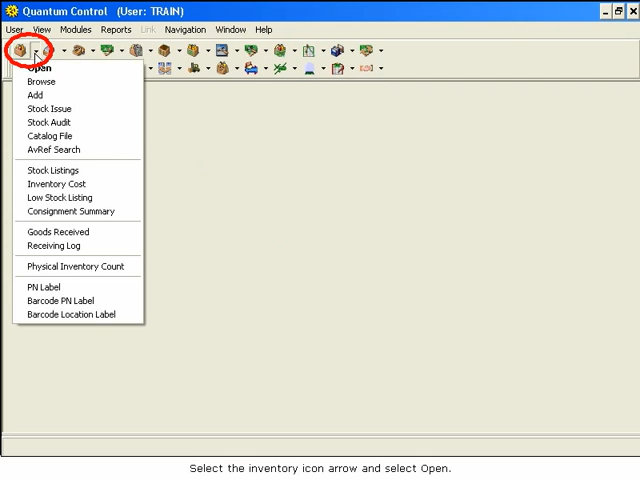 Quantum Control (User: TRAIN)
User View Modules Reports Link Navigation Window Help
Open
Browse
Add
Stock Issue
Stock Audit
Catalog File
AvRef Search
Stock Listings
Inventory Cost
Low Stock Listing
Consignment Summary
Goods Received
Receiving Log
Physical Inventory Count
PN Label
Barcode PN Label
Barcode Location Label
Select the inventory icon arrow and select Open.